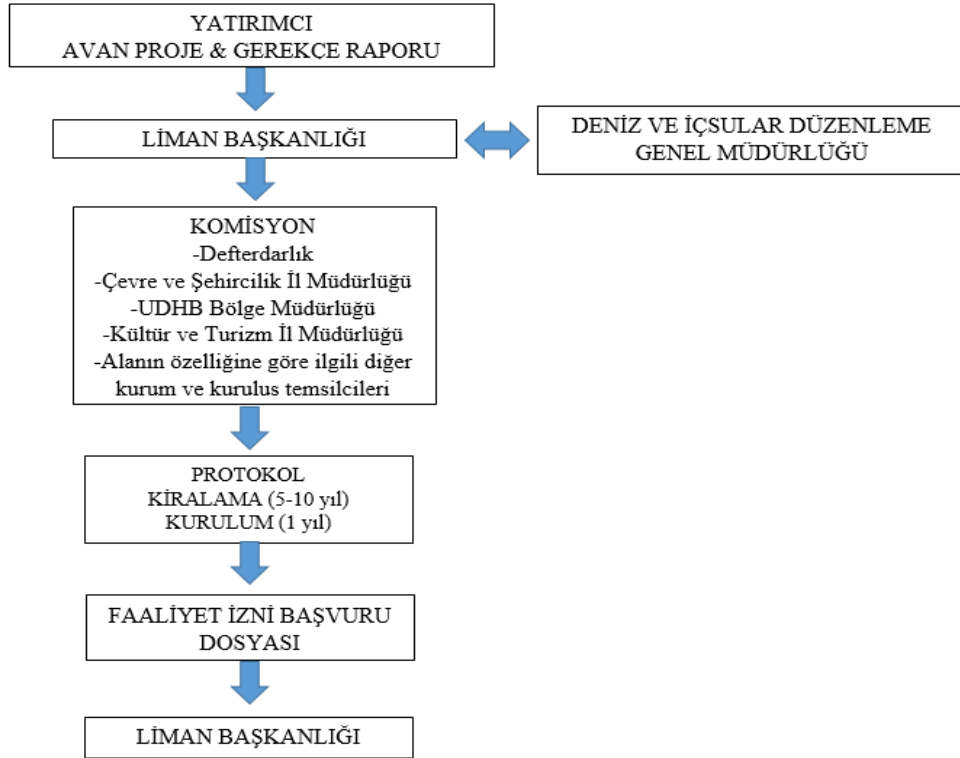 YATIRIMCI
AVAN PROJE & GEREKÇE RAPORU
LİMAN BAŞKANLIĞI
DENİZ VE İÇSULAR DÜZENLEME
GENEL MÜDÜRLÜĞÜ
KOMİSYON
-Defterdarlık
-Çevre ve Şehircilik İl Müdürlüğü
-UDHB Bölge Müdürlüğü
-Kültür ve Turizm İl Müdürlüğü
-Alanın özelliğine göre ilgili diğer
kurum ve kurulus temsilcileri
PROTOKOL
KİRALAMA (5-10 yıl)
KURULUM (1 yıl)
FAALİYET İZNİ BAŞVURU
DOSYASI
LİMAN BAŞKANLIĞI